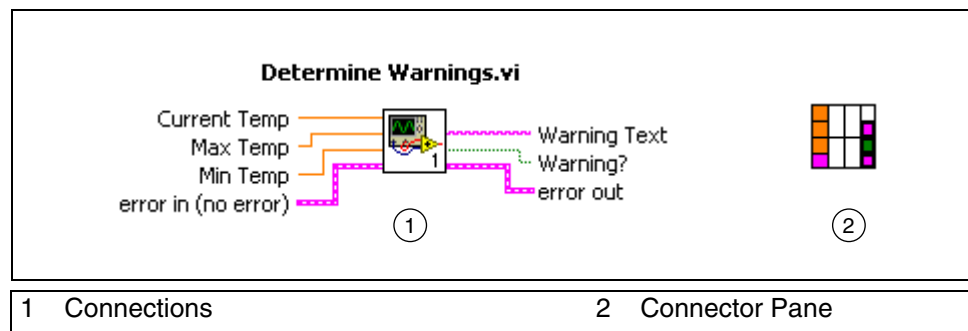 Determine Warnings.vi
Current Temp
Max Temp
Min Temp
error in (no error)
1
Warning Text
Warning?
error out
1
2
1 Connections 2 Connector Pane